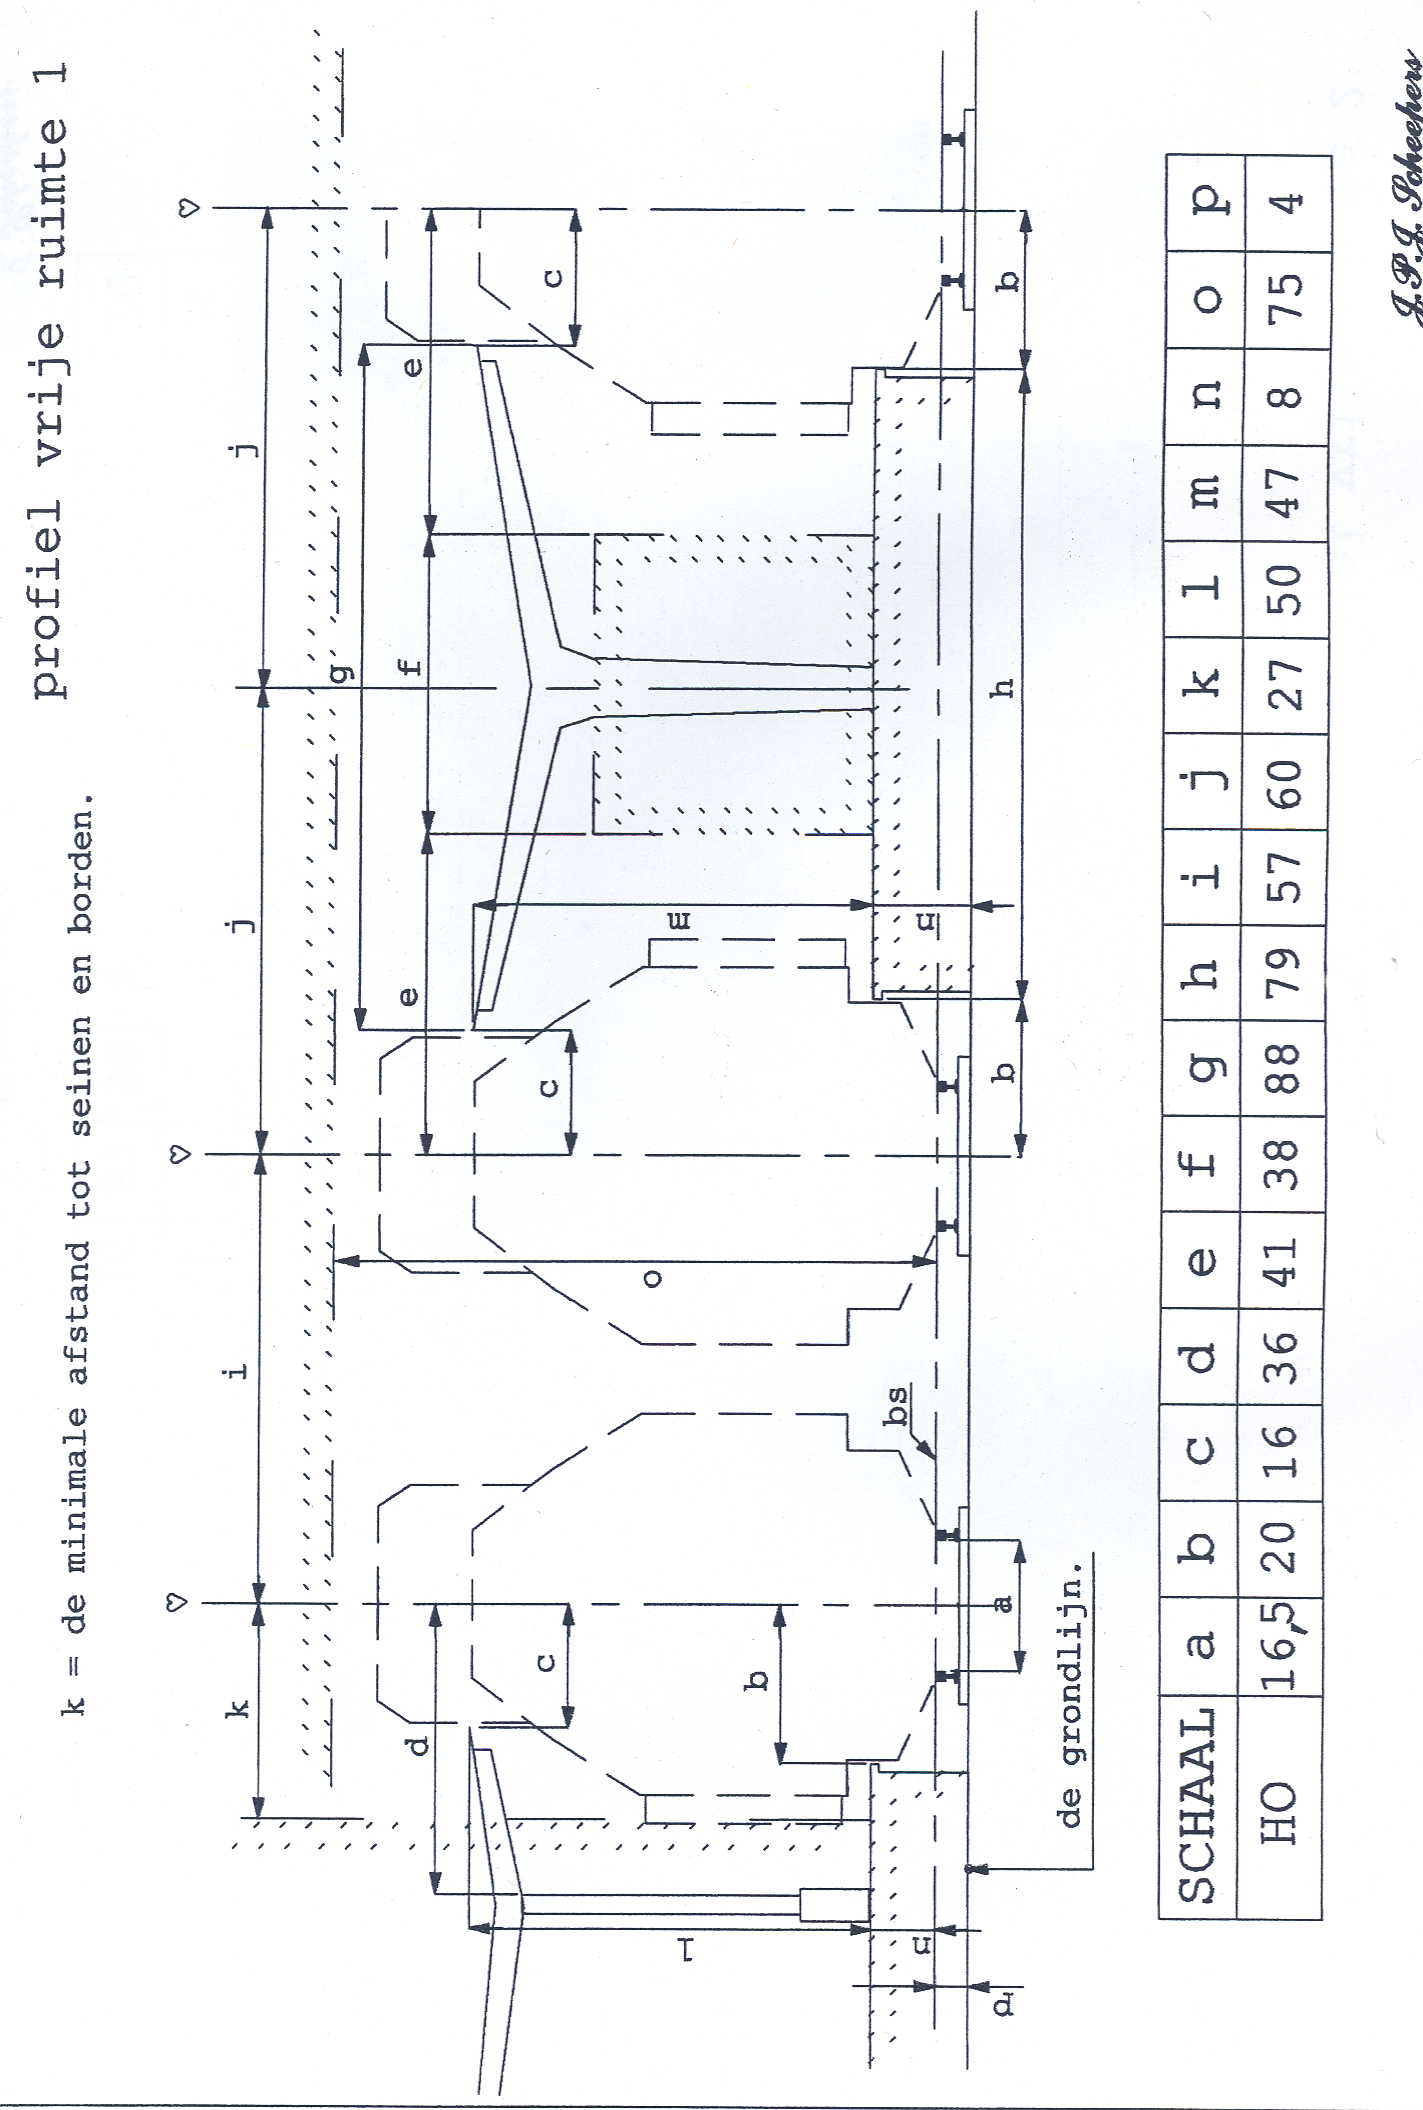 profiel vrije ruimte 1
k = de minimale afstand tot seinen en borden.
k i j j
g
d e f e
c c c
l m
o
b
n n
bs
p
a b h b
de grondlijn.
SCHAAL a b c d e f g h i j k l m n o p
HO 16,5 20 16 36 41 38 88 79 57 60 27 50 47 8 75 4
J.P.J. Scheehers